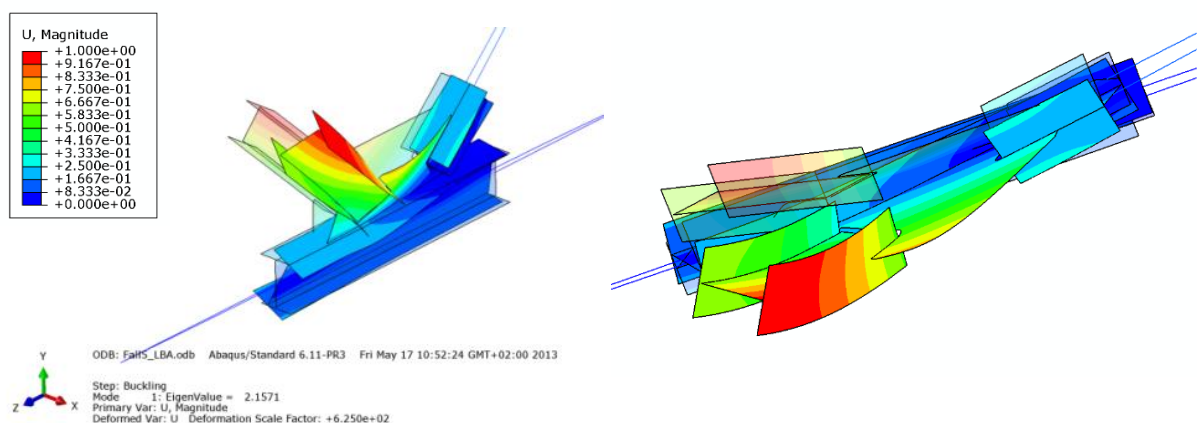 U, Magnitude
+1.000e+00
+9.167e-01
+8.333e-01
+7.500e-01
+6.667e-01
+5.833e-01
+5.000e-01
+4.167e-01
+3.333e-01
+2.500e-01
+1.667e-01
+8.333e-02
+0.000e+00
ODB: Fall5_LBA.odb Abaqus/Standard 6.11-PR3 Fri May 17 10:52:24 GMT+02:00 2013
Y
Z X
Step: Buckling
Mode 1: EigenValue = 2.1571
Primary Var: U, Magnitude
Deformed Var: U Deformation Scale Factor: +6.250e+02